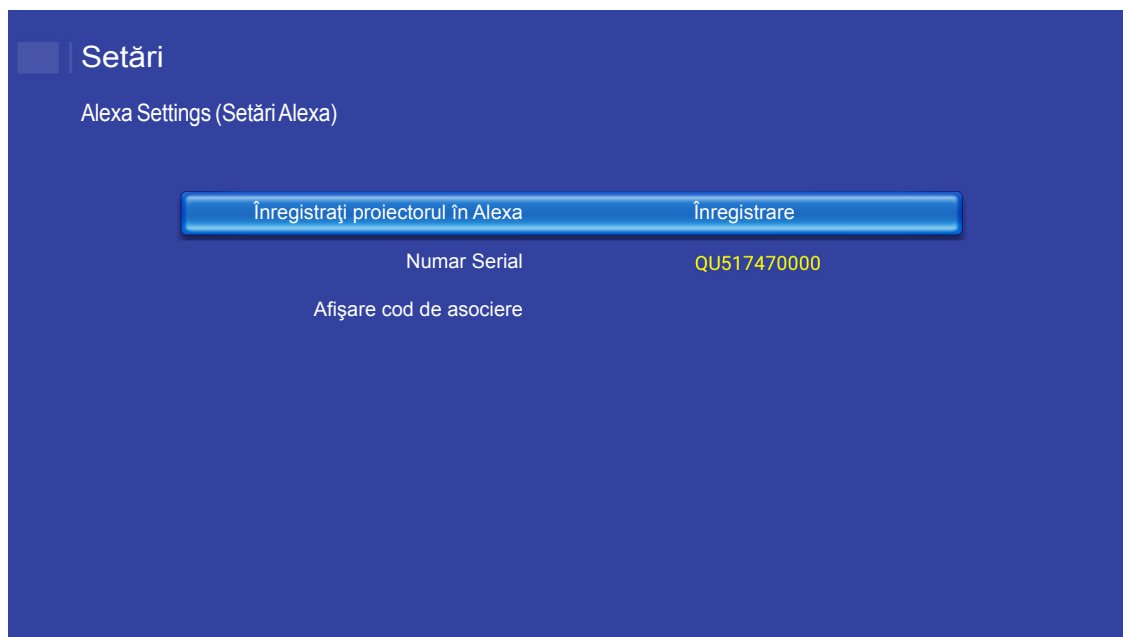 Setări
Alexa Settings (Setări Alexa)
Înregistraţi proiectorul în Alexa Înregistrare
Numar Serial QU517470000
Afişare cod de asociere